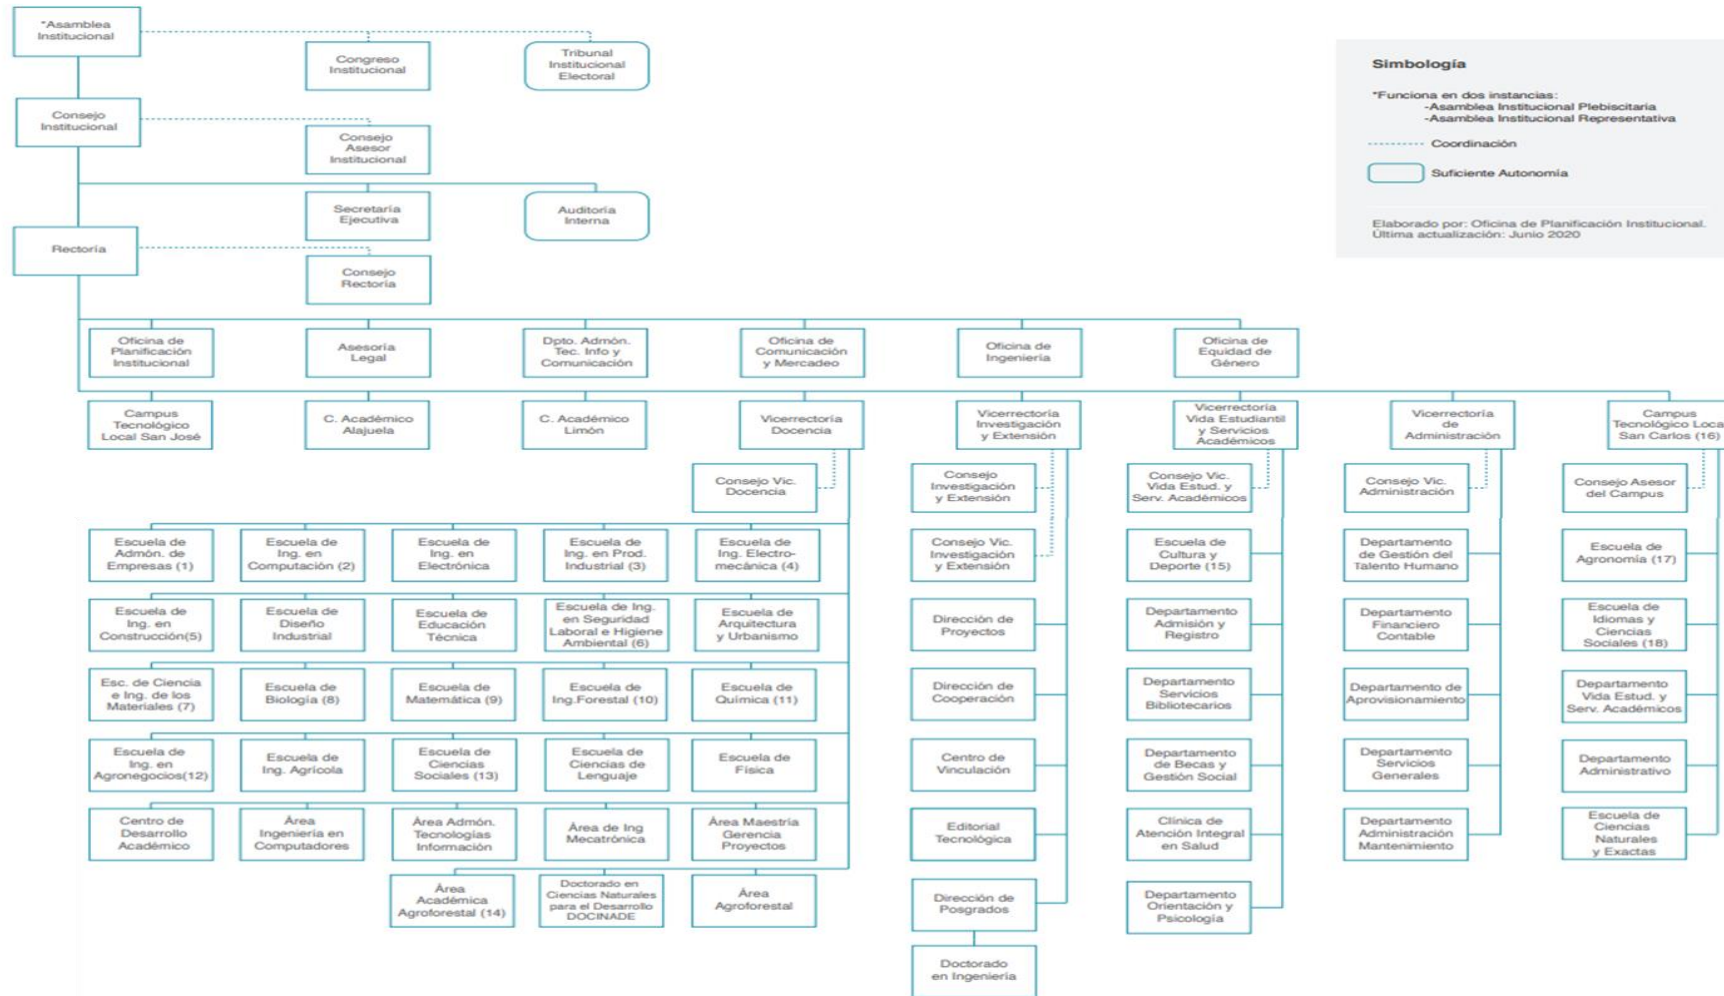 *Asamblea
Institucional
Congreso
Institucional
Tribunal
Institucional
Electoral
Simbología
*Funciona en dos instancias:
-Asamblea Institucional Plebiscitaria
-Asamblea Institucional Representativa
Coordinación
Suficiente Autonomía
Elaborado por: Oficina de Planificación Institucional.
Última actualización: Junio 2020
Consejo
Institucional
Consejo
Asesor
Institucional
Secretaría
Ejecutiva
Auditoría
Interna
Rectoría
Consejo
Rectoría
Oficina de
Planificación
Institucional
Asesoría
Legal
Dpto. Admón.
Tec. Info y
Comunicación
Oficina de
Comunicación
y Mercadeo
Oficina de
Ingeniería
Oficina de
Equidad de
Género
Campus
Tecnológico
Local San José
C. Académico
Alajuela
C. Académico
Limón
Vicerrectoría
Docencia
Vicerrectoría
Investigación
y Extensión
Vicerrectoría
Vida Estudiantil
y Servicios
Académicos
Vicerrectoría
de
Administración
Campus
Tecnológico Loca
San Carlos (16)
Consejo Vic.
Docencia
Consejo
Investigación
y Extensión
Consejo Vic.
Vida Estud. y
Serv. Académicos
Consejo Vic.
Administración
Consejo Asesor
del Campus
Escuela de
Admón. de
Empresas (1)
Escuela de
Ing. en
Computación (2)
Escuela de
Ing. en
Electrónica
Escuela de
Ing. en Prod.
Industrial (3)
Escuela de
Ing. Electro-
mecánica (4)
Consejo Vic.
Investigación
y Extensión
Escuela de
Cultura y
Deporte (15)
Departamento
de Gestión del
Talento Humano
Escuela de
Agronomía (17)
Escuela de
Ing. en
Construcción(5)
Escuela de
Diseño
Industrial
Escuela de
Educación
Técnica
Escuela de Ing.
en Seguridad
Laboral e Higiene
Ambiental (6)
Escuela de
Arquitectura
y Urbanismo
Dirección de
Proyectos
Departamento
Admisión y
Registro
Departamento
Financiero
Contable
Escuela de
Idiomas y
Ciencias
Sociales (18)
Esc. de Ciencia
e Ing. de los
Materiales (7)
Escuela de
Biología (8)
Escuela de
Matemática (9)
Escuela de
Ing.Forestal (10)
Escuela de
Química (11)
Dirección de
Cooperación
Departamento
Servicios
Bibliotecarios
Departamento de
Aprovisionamiento
Departamento
Vida Estud. y
Serv. Académicos
Escuela de
Ing. en
Agronegocios(12)
Escuela de
Ing. Agrícola
Escuela de
Ciencias
Sociales (13)
Escuela de
Ciencias de
Lenguaje
Escuela de
Física
Centro de
Vinculación
Departamento
de Becas y
Gestión Social
Departamento
Servicios
Generales
Departamento
Administrativo
Centro de
Desarrollo
Académico
Área
Ingeniería en
Computadores
Área Admón.
Tecnologías
Información
Área de Ing
Mecatrónica
Área Maestría
Gerencia
Proyectos
Editorial
Tecnológica
Clínica de
Atención Integral
en Salud
Departamento
Administración
Mantenimiento
Escuela de
Ciencias
Naturales
y Exactas
Área
Académica
Agroforestal (14)
Doctorado en
Ciencias Naturales
para el Desarrollo
DOCINADE
Área
Agroforestal
Dirección de
Posgrados
Departamento
Orientación y
Psicología
Doctorado
en Ingeniería